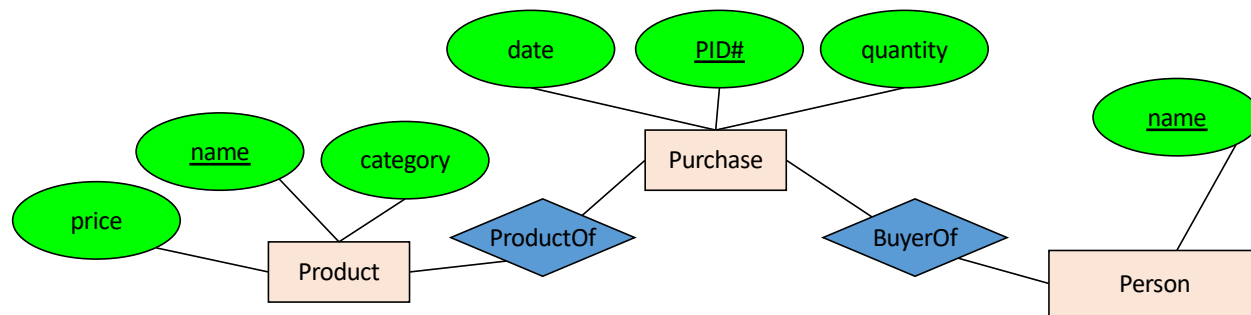 date
PID#
quantity
name
name
category
Purchase
price
ProductOf
BuyerOf
Product
Person